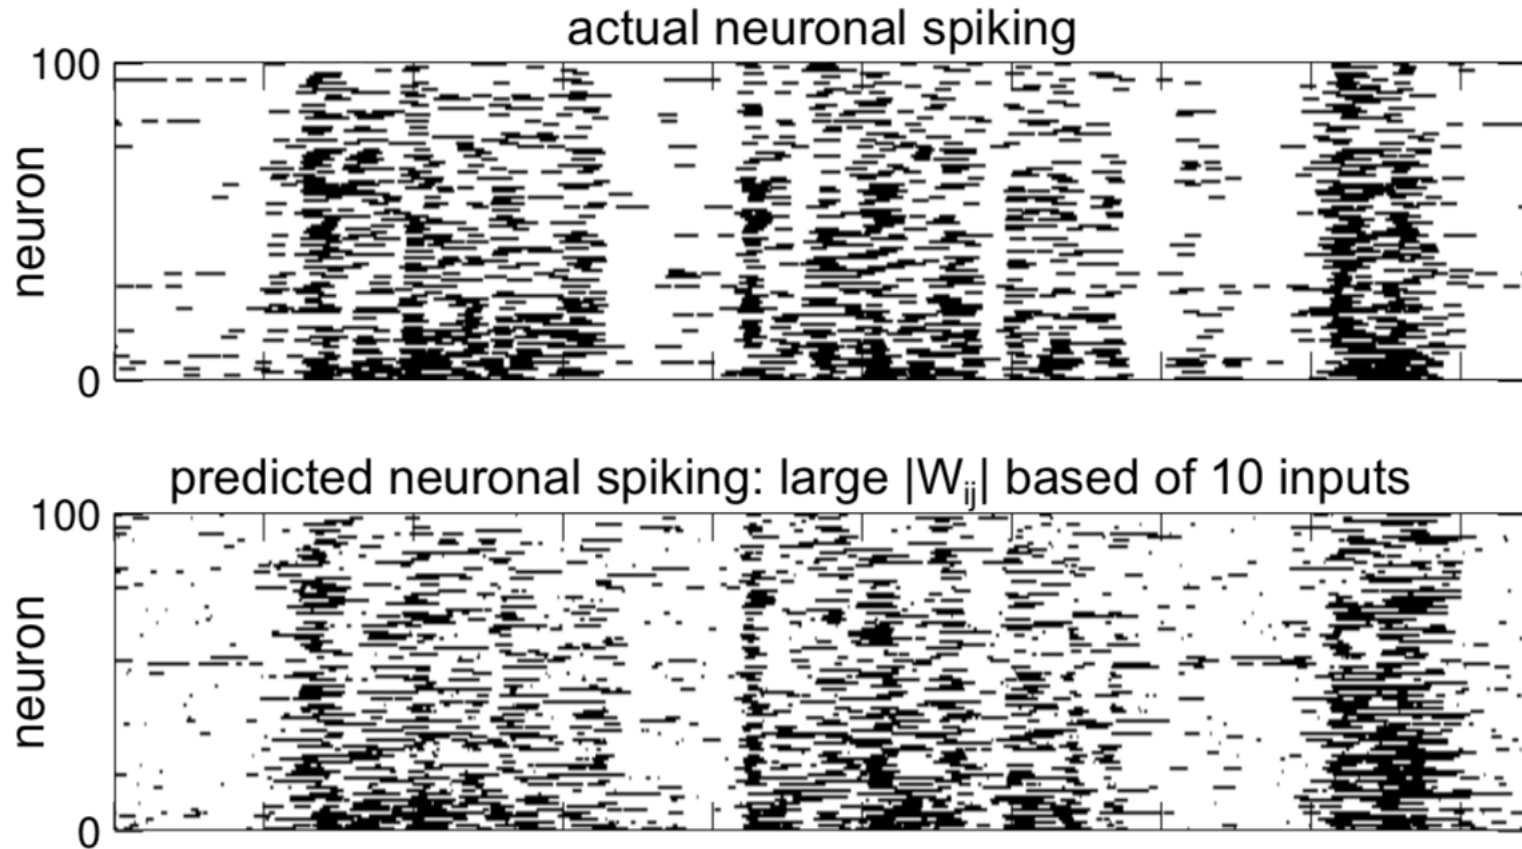 actual neuronal spiking
100
neuron
0
predicted neuronal spiking: large |Wij| based of 10 inputs
100
neuron
0